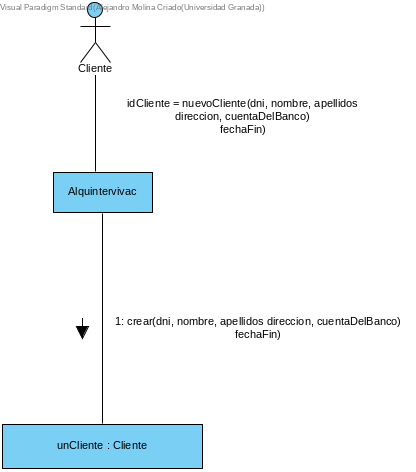 Visual Paradigm Standard(Alejandro Molina Criado(Universidad Granada))
Cliente
idCliente = nuevoCliente(dni, nombre, apellidos
direccion, cuentaDelBanco)
fechaFin)
Alquintervivac
1: crear(dni, nombre, apellidos direccion, cuentaDelBanco)
fechaFin)
unCliente : Cliente